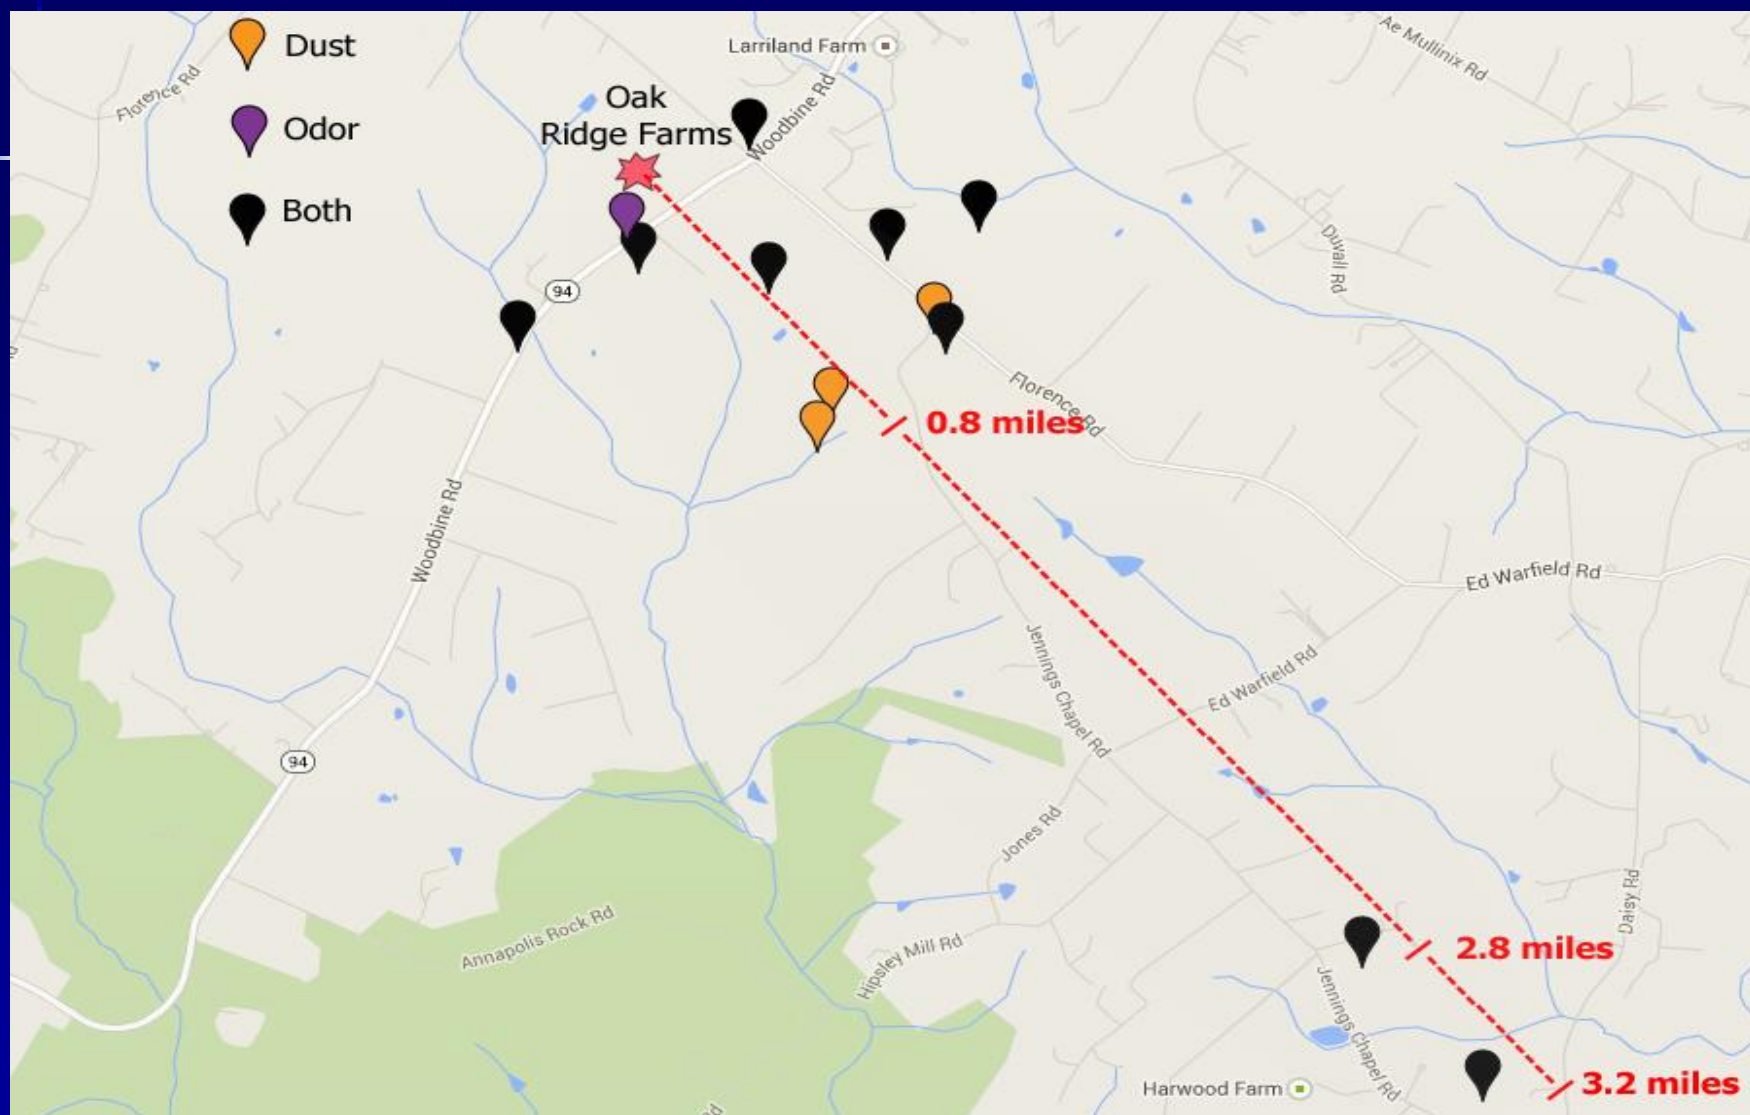 Dust
Odor
Both
Florence Rd
Larriland Farm
Ae Mullinix Rd
Oak
Ridge Farms
Woodbine Rd
Duvall Rd
94
Florence Rd
0.8 miles
Woodbine Rd
Ed Warfield Rd
Jennings Chapel Rd
Ed Warfield Rd
94
Jones Rd
Daisy Rd
Annapolis Rock Rd
Hipsley Mill Rd
2.8 miles
Jennings Chapel Rd
Harwood Farm
3.2 miles